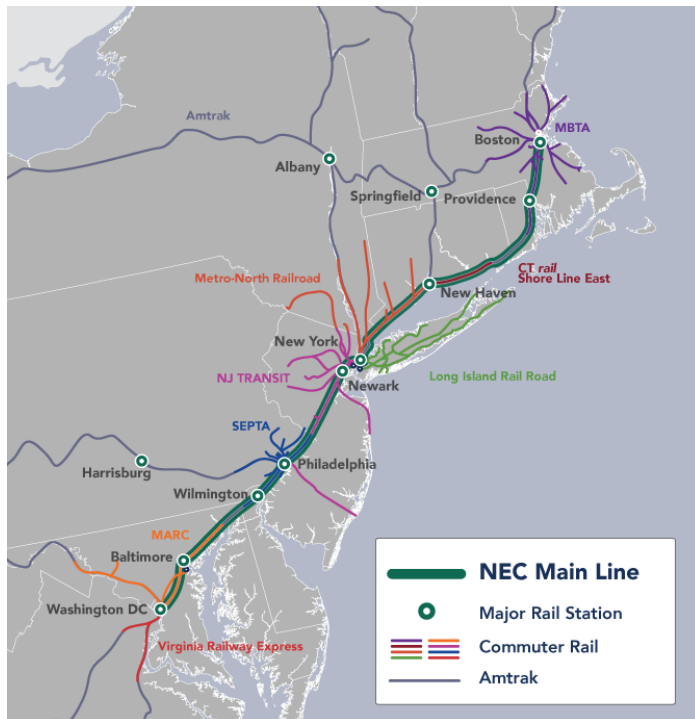 Amtrak
MBTA
Boston
Albany
Springfield
Providence
CT rail
Shore Line East
Metro-North Railroad
New Haven
New York
NJ TRANSIT
Newark
Long Island Rail Road
SEPTA
Philadelphia
Harrisburg
Wilmington
MARC
Baltimore
Washington DC
Virginia Railway Express
NEC Main Line
Major Rail Station
Commuter Rail
Amtrak